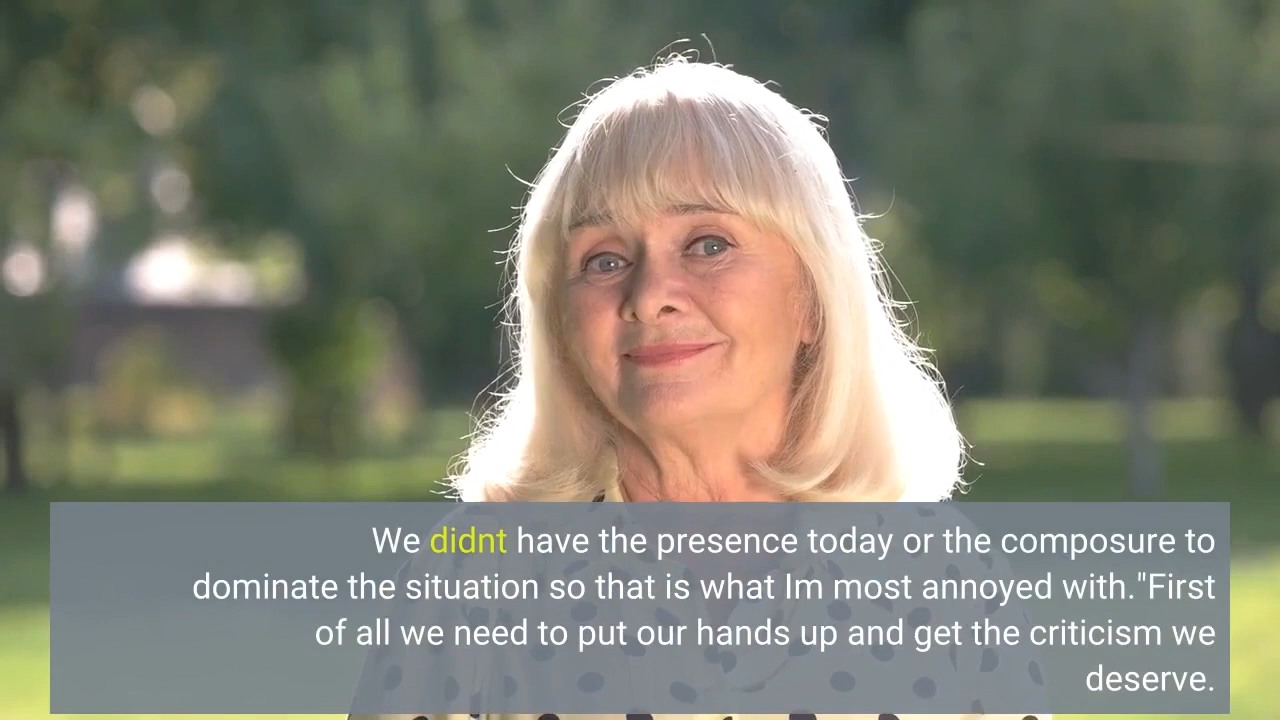 We didnt have the presence today or the composure to
dominate the situation so that is what Im most annoyed with."First
of all we need to put our hands up and get the criticism we
deserve.